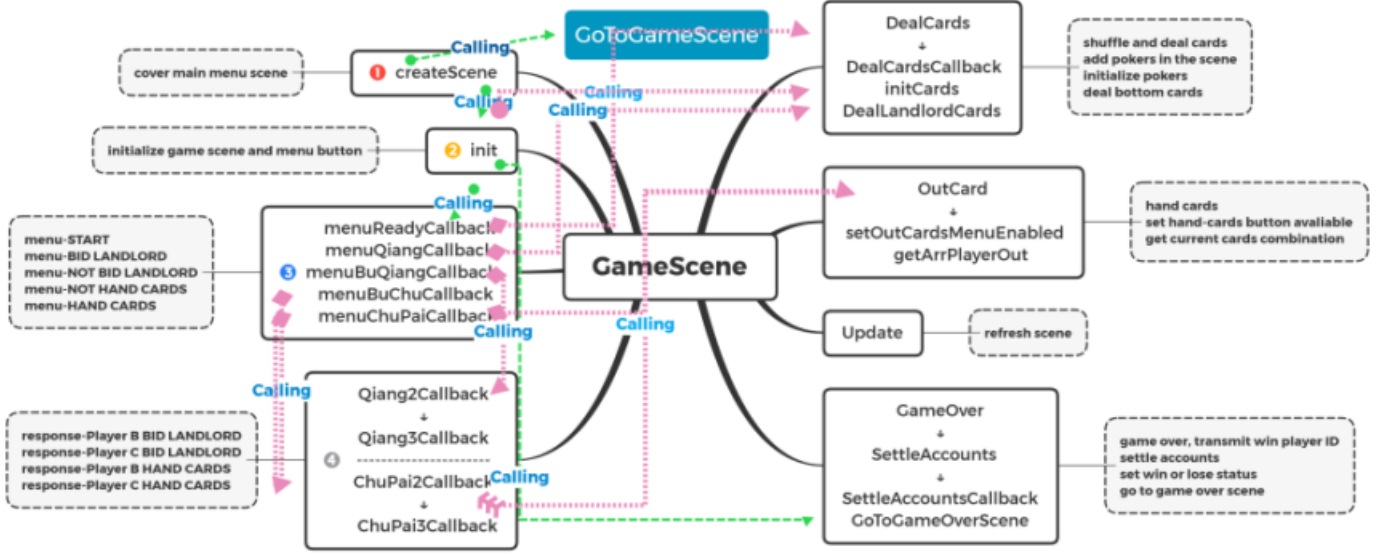 GoToGameScene
Calling
cover main menu scene
1 createScene
Calling
Calling
Calling
initialize game scene and menu button
2 init
Calling
menu-START
menu-BID LANDLORD
menu-NOT BID LANDLORD
menu-NOT HAND CARDS
menu-HAND CARDS
3
menuReadyCallback
menuQiangCallback
menuBuQiangCallback
menuBuChuCallback
menuChuPaiCallback
Calling
Calling
GameScene
Calling
response-Player B BID LANDLORD
response-Player C BID LANDLORD
response-Player B HAND CARDS
response-Player C HAND CARDS
4
Qiang2Callback
Qiang3Callback
ChuPai2Callback
ChuPai3Callback
Calling
DealCards
DealCardsCallback
initCards
DealLandlordCards
shuffle and deal cards
add pokers in the scene
initialize pokers
deal bottom cards
OutCard
setOutCardsMenuEnabled
getArrPlayerOut
hand cards
set hand-cards button avaliable
get current cards combination
Update
refresh scene
GameOver
SettleAccounts
SettleAccountsCallback
GoToGameOverScene
game over, transmit win player ID
settle accounts
set win or lose status
go to game over scene